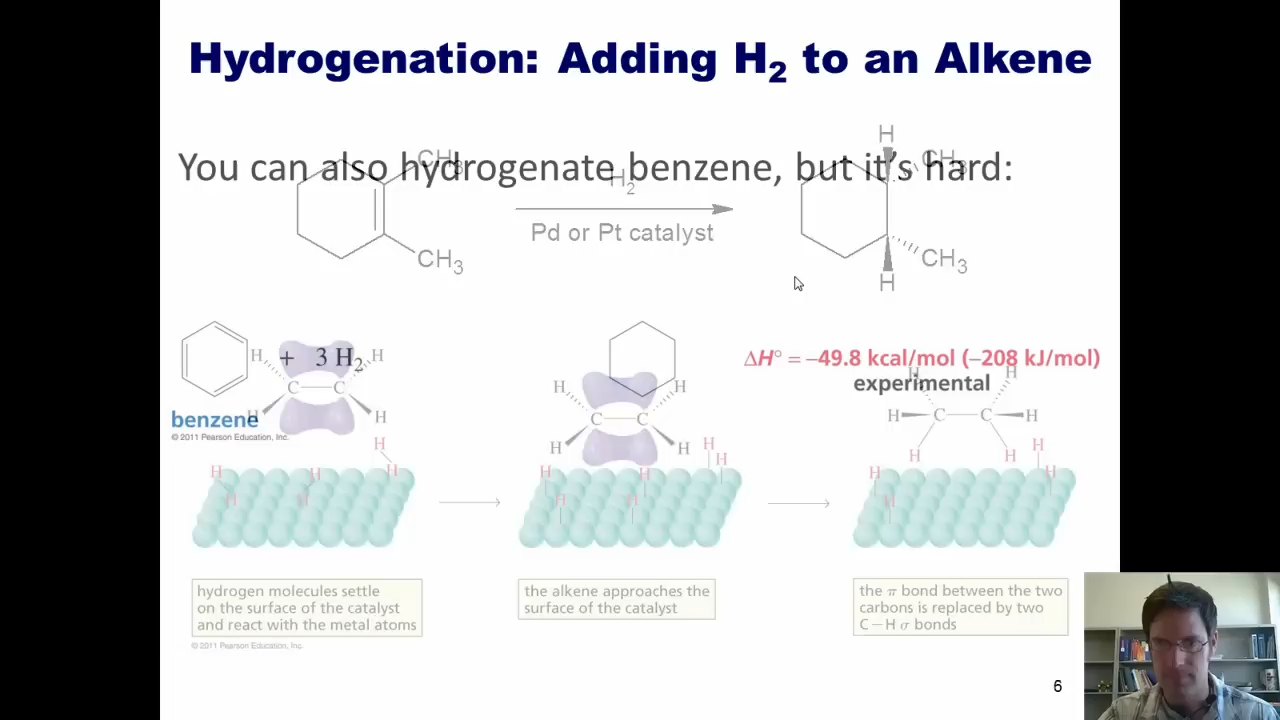 Hydrogenation: Adding H₂ to an Alkene
You can also hydrogenate benzene, but it's hard:
CH₃
H₂
Pd or Pt catalyst
CH₃
H
CH₃
CH₃
H
+ 3 H₂
H H
H H
benzene
© 2011 Pearson Education, Inc.
C C
H H
C C
H H
ΔH° = −49.8 kcal/mol (−208 kJ/mol)
experimental
H H
H C C H
H H
H H H H H H
H H H H H H H
H H H H
hydrogen molecules settle
on the surface of the catalyst
and react with the metal atoms
the alkene approaches the
surface of the catalyst
the π bond between the two
carbons is replaced by two
C−H σ bonds
© 2011 Pearson Education, Inc.
6